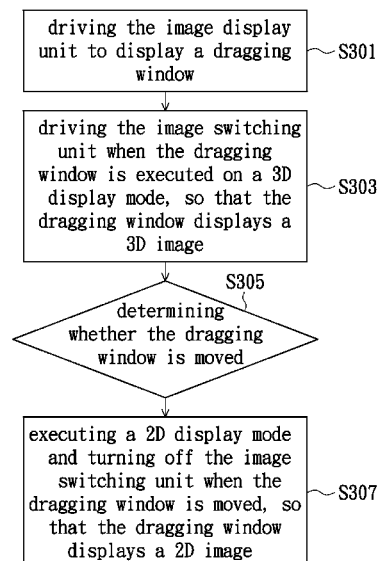 driving the image display
unit to display a dragging
window
S301
driving the image switching
unit when the dragging
window is executed on a 3D
display mode, so that the
dragging window displays a
3D image
S303
S305
determining
whether the dragging
window is moved
executing a 2D display mode
and turning off the image
switching unit when the
dragging window is moved, so
that the dragging window
displays a 2D image
S307